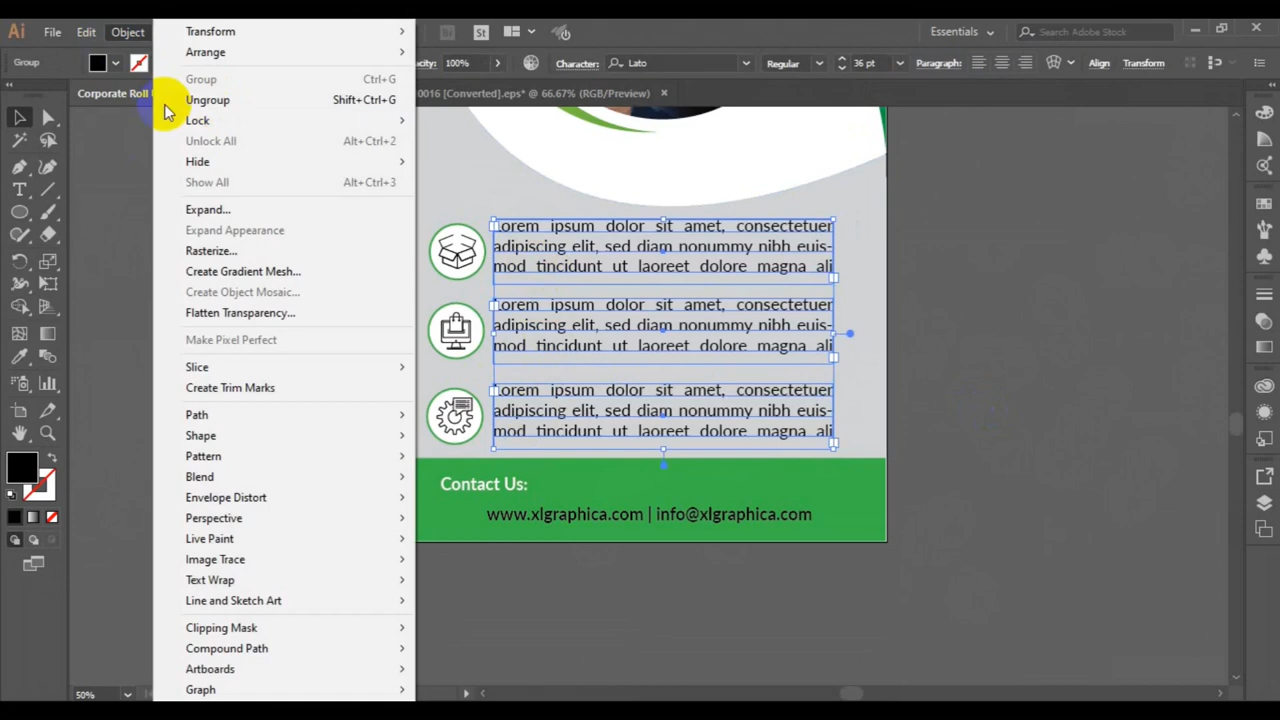 Ai File Edit Object
St
Essentials
Search Adobe Stock
Group
acity: 100%
Character: Lato
Regular
36 pt
Paragraph:
Align
Transform
Corporate Roll
0016 [Converted].eps* @ 66.67% (RGB/Preview)
Transform
Arrange
Group Ctrl+G
Ungroup Shift+Ctrl+G
Lock
Unlock All Alt+Ctrl+2
Hide
Show All Alt+Ctrl+3
Expand...
Expand Appearance
Rasterize...
Create Gradient Mesh...
Create Object Mosaic...
Flatten Transparency...
Make Pixel Perfect
Slice
Create Trim Marks
Path
Shape
Pattern
Blend
Envelope Distort
Perspective
Live Paint
Image Trace
Text Wrap
Line and Sketch Art
Clipping Mask
Compound Path
Artboards
Graph
Lorem ipsum dolor sit amet, consectetuer
adipiscing elit, sed diam nonummy nibh euis-
mod tincidunt ut laoreet dolore magna ali
Lorem ipsum dolor sit amet, consectetuer
adipiscing elit, sed diam nonummy nibh euis-
mod tincidunt ut laoreet dolore magna ali
Lorem ipsum dolor sit amet, consectetuer
adipiscing elit, sed diam nonummy nibh euis-
mod tincidunt ut laoreet dolore magna ali
Contact Us:
www.xlgraphica.com | info@xlgraphica.com
50%